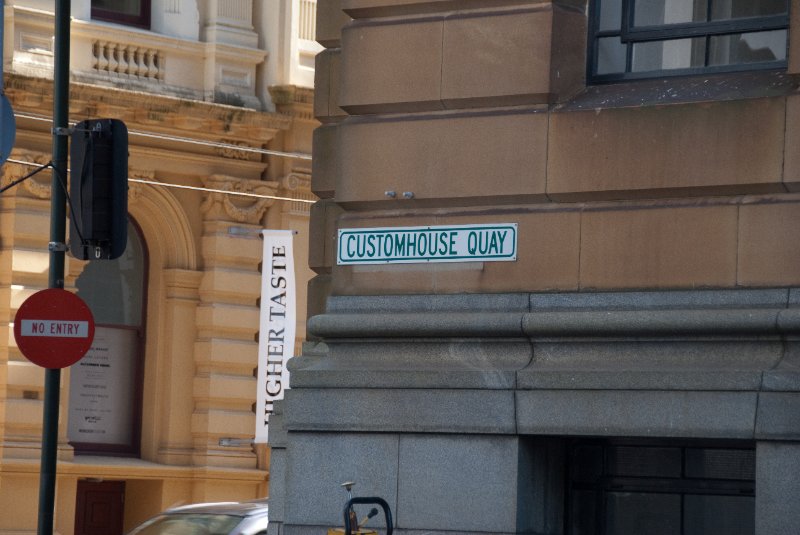 CUSTOMHOUSE QUAY
NO ENTRY
HIGHER TASTE